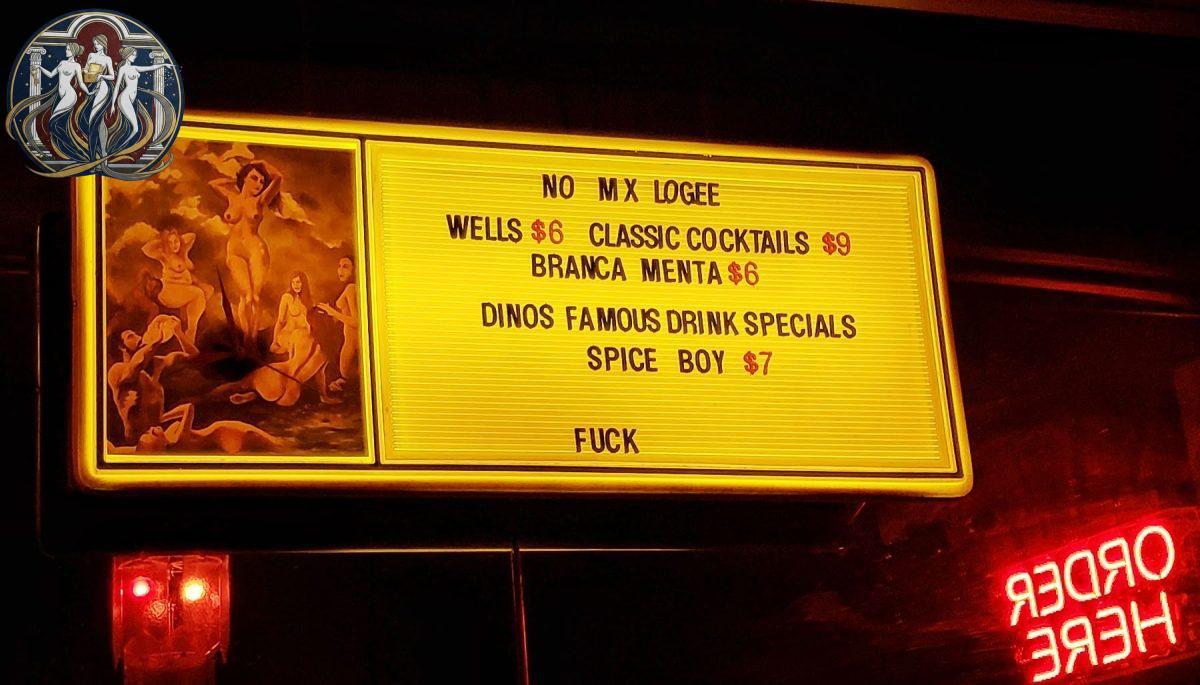 NO MX LOGEE
WELLS $6 CLASSIC COCKTAILS $9
BRANCA MENTA $6
DINOS FAMOUS DRINK SPECIALS
SPICE BOY $7
FUCK
ORDER
HERE